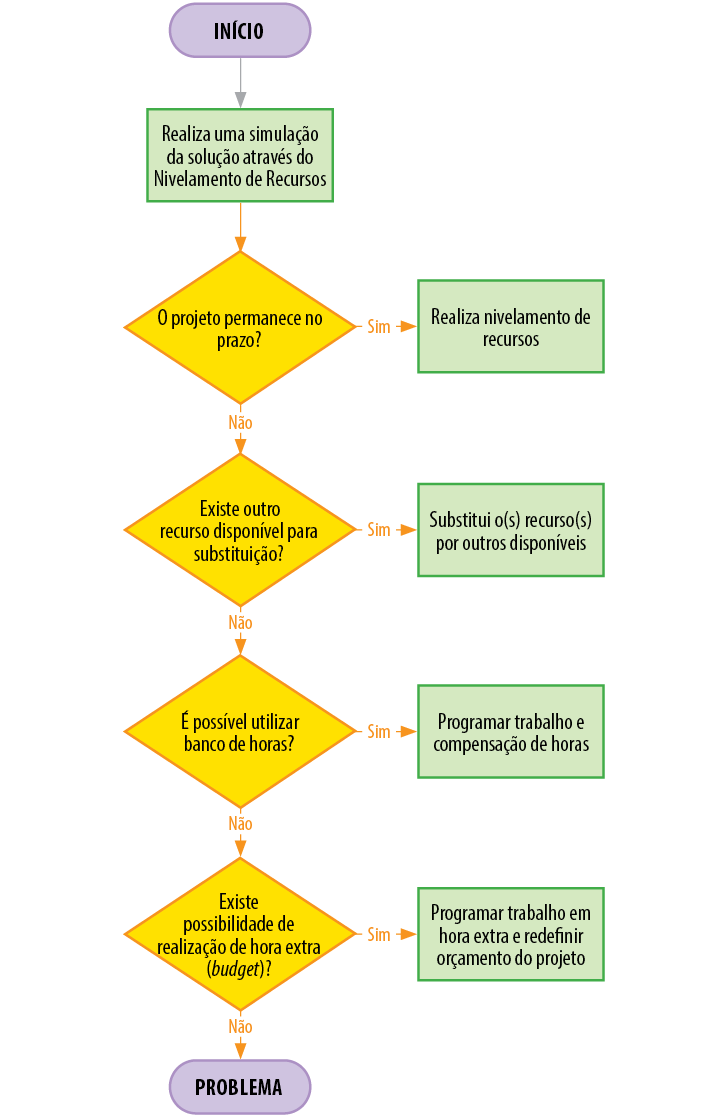 INÍCIO
Realiza uma simulação
da solução através do
Nivelamento de Recursos
O projeto permanece no
prazo?
Sim
Realiza nivelamento de
recursos
Não
Existe outro
recurso disponível para
substituição?
Sim
Substitui o(s) recurso(s)
por outros disponíveis
Não
É possível utilizar
banco de horas?
Sim
Programar trabalho e
compensação de horas
Não
Existe
possibilidade de
realização de hora extra
(budget)?
Sim
Programar trabalho em
hora extra e redefinir
orçamento do projeto
Não
PROBLEMA